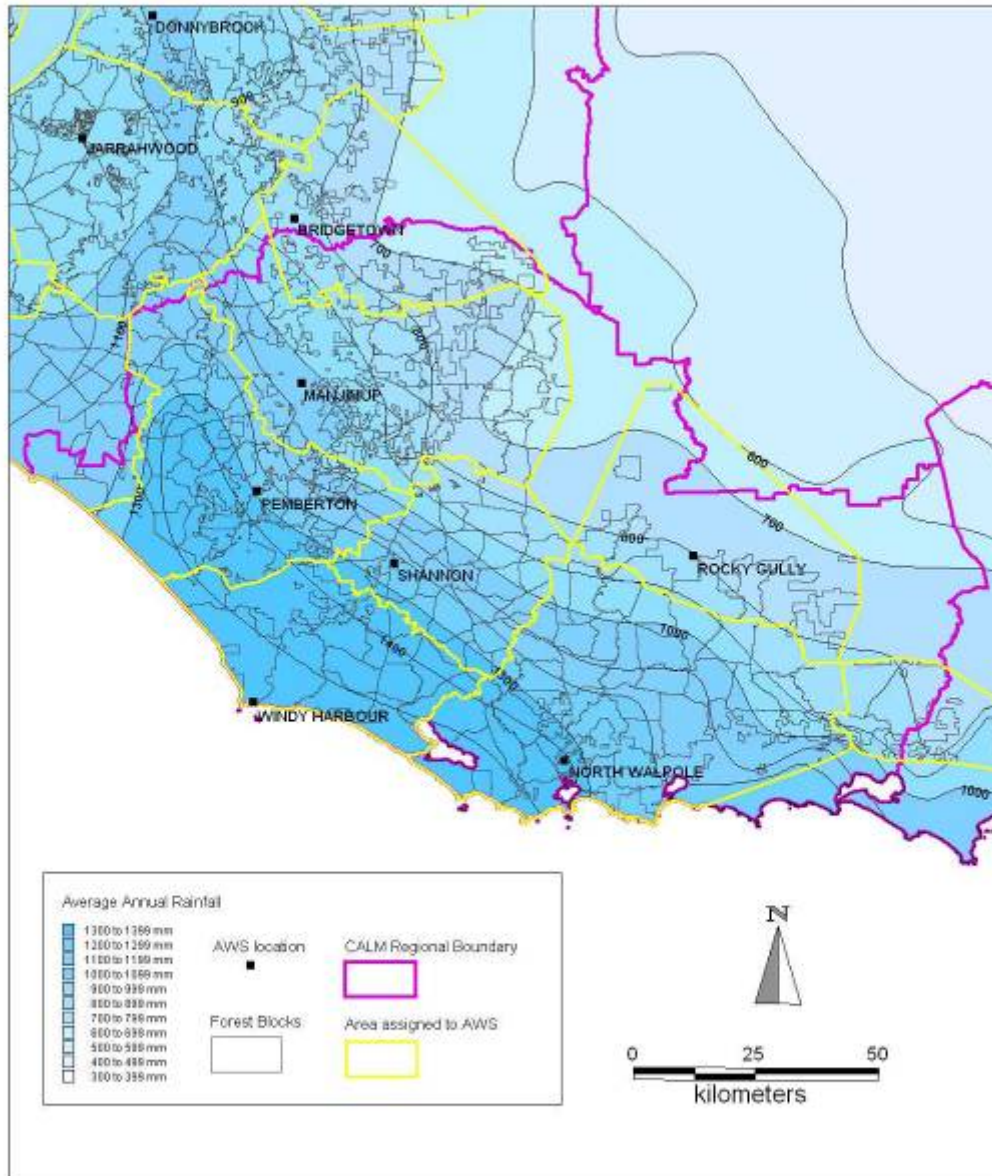 DONNYBROOK
900
JARRAHWOOD
BRIDGETOWN
700
1100
800
MANJIMUP
600
1300
PEMBERTON
700
800
ROCKY GULLY
SHANNON
1000
1400
WINDY HARBOUR
NORTH WALPOLE
1000
Average Annual Rainfall
1300 to 1399 mm
1200 to 1299 mm
1100 to 1199 mm
1000 to 1099 mm
900 to 999 mm
800 to 899 mm
700 to 799 mm
600 to 699 mm
500 to 599 mm
400 to 499 mm
300 to 399 mm
AWS location
CALM Regional Boundary
Forest Blocks
Area assigned to AWS
N
0 25 50
kilometers